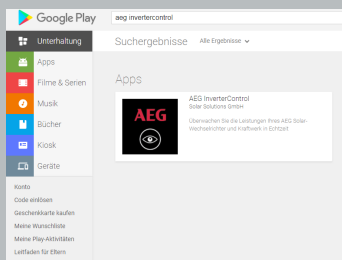 Google Play
aeg invertercontrol
Unterhaltung
Suchergebnisse
Alle Ergebnisse
Apps
Filme & Serien
Musik
Bücher
Kiosk
Geräte
Konto
Code einlösen
Geschenkkarte kaufen
Meine Wunschliste
Meine Play-Aktivitäten
Leitfaden für Eltern
Apps
AEG
AEG InverterControl
Solar Solutions GmbH
Überwachen Sie die Leistungen Ihres AEG Solar-
Wechselrichter und Kraftwerk in Echtzeit